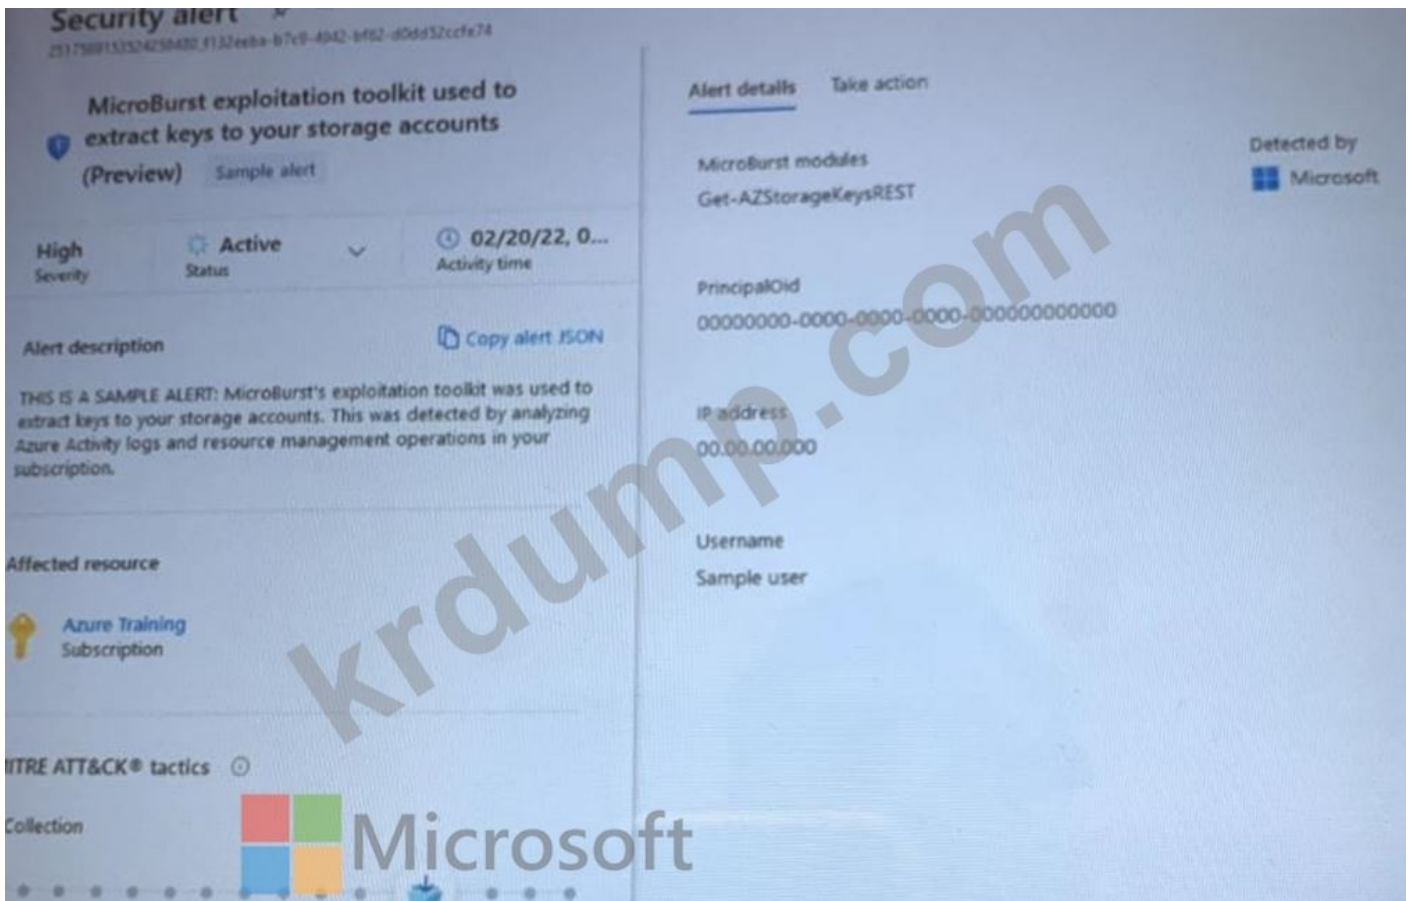 Security alert
MicroBurst exploitation toolkit used to
extract keys to your storage accounts
(Preview) Sample alert
High
Severity
Active
Status
02/20/22, 0...
Activity time
Alert description
Copy alert JSON
THIS IS A SAMPLE ALERT: MicroBurst's exploitation toolkit was used to
extract keys to your storage accounts. This was detected by analyzing
Azure Activity logs and resource management operations in your
subscription.
Affected resource
Azure Training
Subscription
ITRE ATT&CK® tactics
Collection
Alert details Take action
MicroBurst modules
Get-AZStorageKeysREST
Detected by
Microsoft
PrincipalOid
00000000-0000-0000-0000-000000000000
IP address
00.00.00.000
Username
Sample user
krdump.com
Microsoft